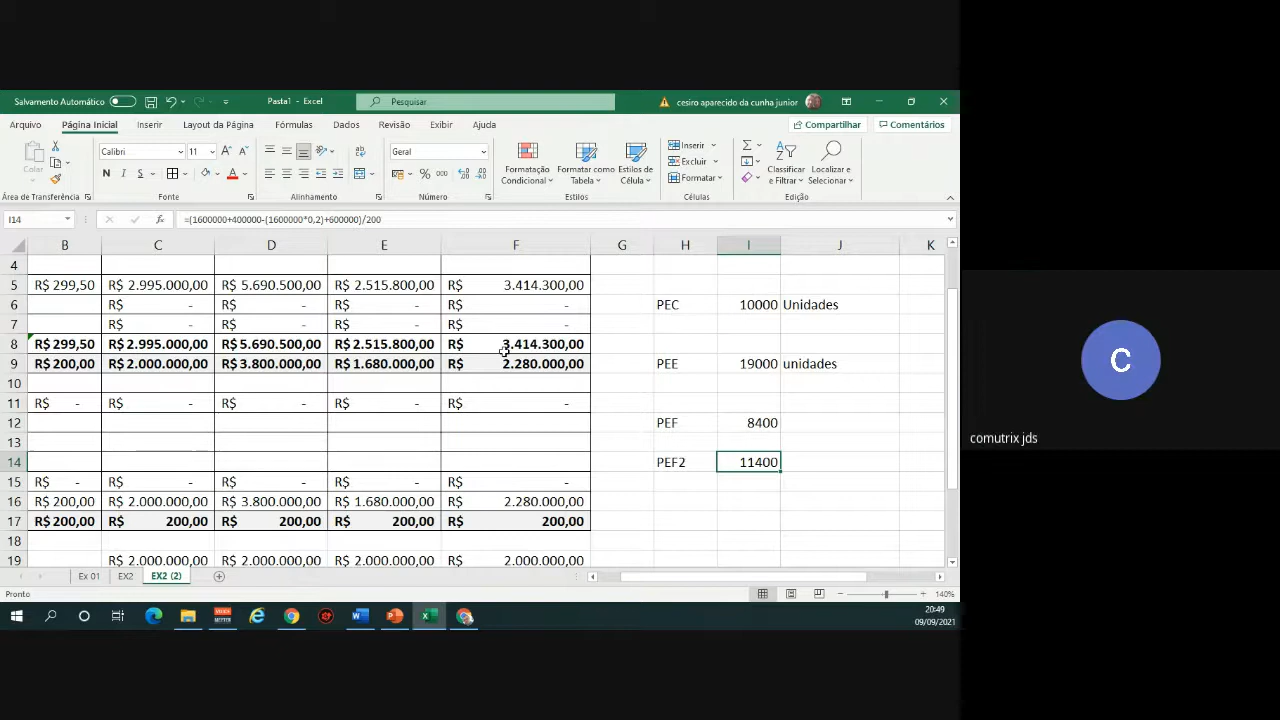 Salvamento Automático
Pasta1 - Excel
Pesquisar
cesiro aparecido da cunha junior
Arquivo Página Inicial Inserir Layout da Página Fórmulas Dados Revisão Exibir Ajuda
Compartilhar Comentários
Colar
Calibri 11
N I S
Geral
Formatação Condicional
Formatar como Tabela
Estilos de Célula
Inserir
Excluir
Formatar
Classificar e Filtrar
Localizar e Selecionar
Área de Transferência Fonte Alinhamento Número Estilos Células Edição
I14 fx =(1600000+400000-(1600000*0,2)+600000)/200
B C D E F G H I J K
4
5 R$ 299,50 R$ 2.995.000,00 R$ 5.690.500,00 R$ 2.515.800,00 R$ 3.414.300,00
6 R$ - R$ - R$ - R$ - PEC 10000 Unidades
7 R$ - R$ - R$ - R$ -
8 R$ 299,50 R$ 2.995.000,00 R$ 5.690.500,00 R$ 2.515.800,00 R$ 3.414.300,00
9 R$ 200,00 R$ 2.000.000,00 R$ 3.800.000,00 R$ 1.680.000,00 R$ 2.280.000,00 PEE 19000 unidades
10
11 R$ - R$ - R$ - R$ - R$ -
12 PEF 8400
13
14 PEF2 11400
15 R$ - R$ - R$ - R$ - R$ -
16 R$ 200,00 R$ 2.000.000,00 R$ 3.800.000,00 R$ 1.680.000,00 R$ 2.280.000,00
17 R$ 200,00 R$ 200,00 R$ 200,00 R$ 200,00 R$ 200,00
18
19 R$ 2.000.000,00 R$ 2.000.000,00 R$ 2.000.000,00 R$ 2.000.000,00
Ex 01 EX2 EX2 (2)
Pronto
140%
20:49
09/09/2021
C
comutrix jds